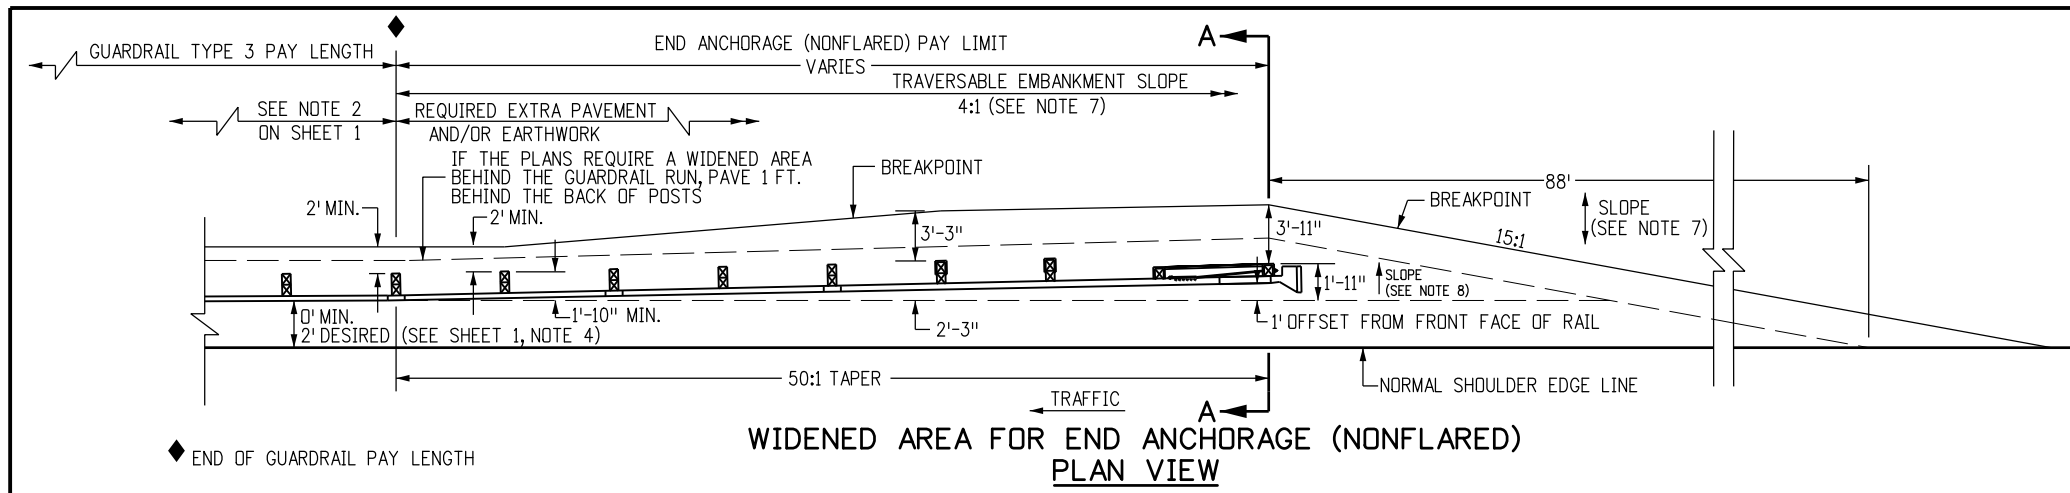 GUARDRAIL TYPE 3 PAY LENGTH
END ANCHORAGE (NONFLARED) PAY LIMIT
VARIES
A
TRAVERSABLE EMBANKMENT SLOPE
4:1 (SEE NOTE 7)
SEE NOTE 2
ON SHEET 1
REQUIRED EXTRA PAVEMENT
AND/OR EARTHWORK
IF THE PLANS REQUIRE A WIDENED AREA
BEHIND THE GUARDRAIL RUN, PAVE 1 FT.
BEHIND THE BACK OF POSTS
BREAKPOINT
88'
BREAKPOINT
SLOPE
(SEE NOTE 7)
2' MIN.
2' MIN.
3'-3"
3'-11"
15:1
1'-11"
SLOPE
(SEE NOTE 8)
0' MIN.
2' DESIRED (SEE SHEET 1, NOTE 4)
1'-10" MIN.
2'-3"
1' OFFSET FROM FRONT FACE OF RAIL
50:1 TAPER
NORMAL SHOULDER EDGE LINE
TRAFFIC
A
END OF GUARDRAIL PAY LENGTH
WIDENED AREA FOR END ANCHORAGE (NONFLARED)
PLAN VIEW